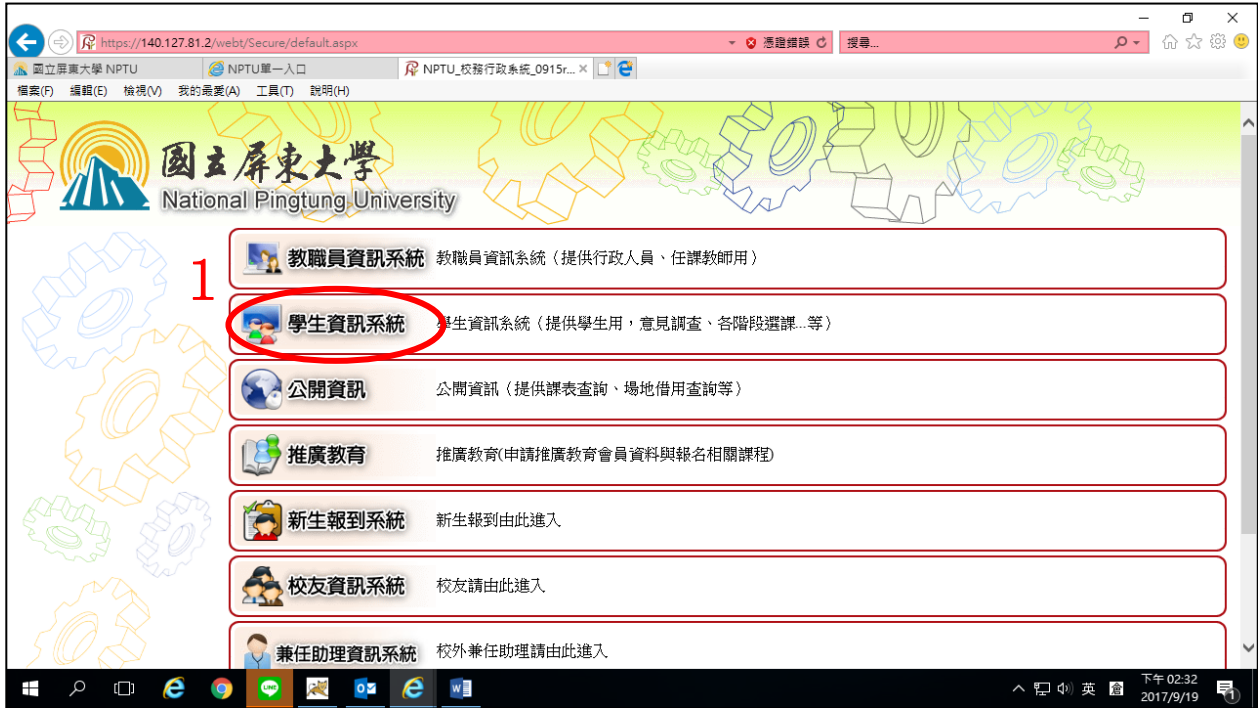 https://140.127.81.2/webt/Secure/default.aspx
憑證錯誤
搜尋...
國立屏東大學 NPTU
NPTU單一入口
NPTU_校務行政系統_0915r...
檔案(F) 編輯(E) 檢視(V) 我的最愛(A) 工具(T) 說明(H)
國立屏東大學
National Pingtung University
1
教職員資訊系統 教職員資訊系統（提供行政人員、任課教師用）
學生資訊系統 學生資訊系統（提供學生用，意見調查、各階段選課...等）
公開資訊 公開資訊（提供課表查詢、場地借用查詢等）
推廣教育 推廣教育(申請推廣教育會員資料與報名相關課程)
新生報到系統 新生報到由此進入
校友資訊系統 校友請由此進入
兼任助理資訊系統 校外兼任助理請由此進入
LINE
英
下午 02:32
2017/9/19
1